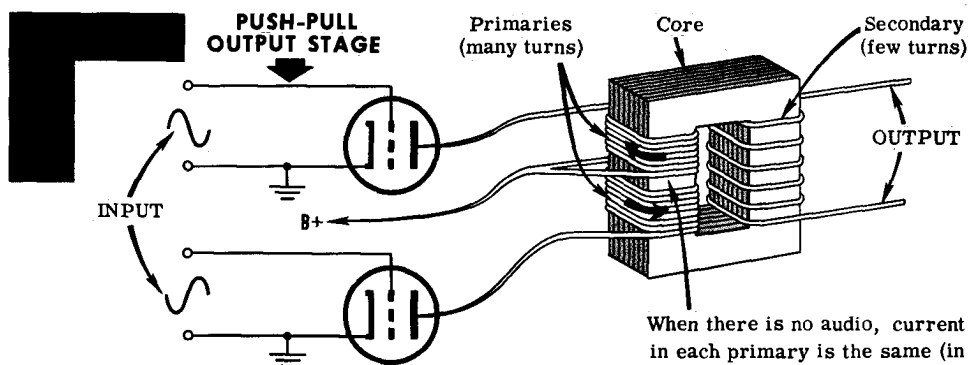 PUSH-PULL
OUTPUT STAGE
Primaries
(many turns)
Core
Secondary
(few turns)
OUTPUT
INPUT
B+
When there is no audio, current
in each primary is the same (in